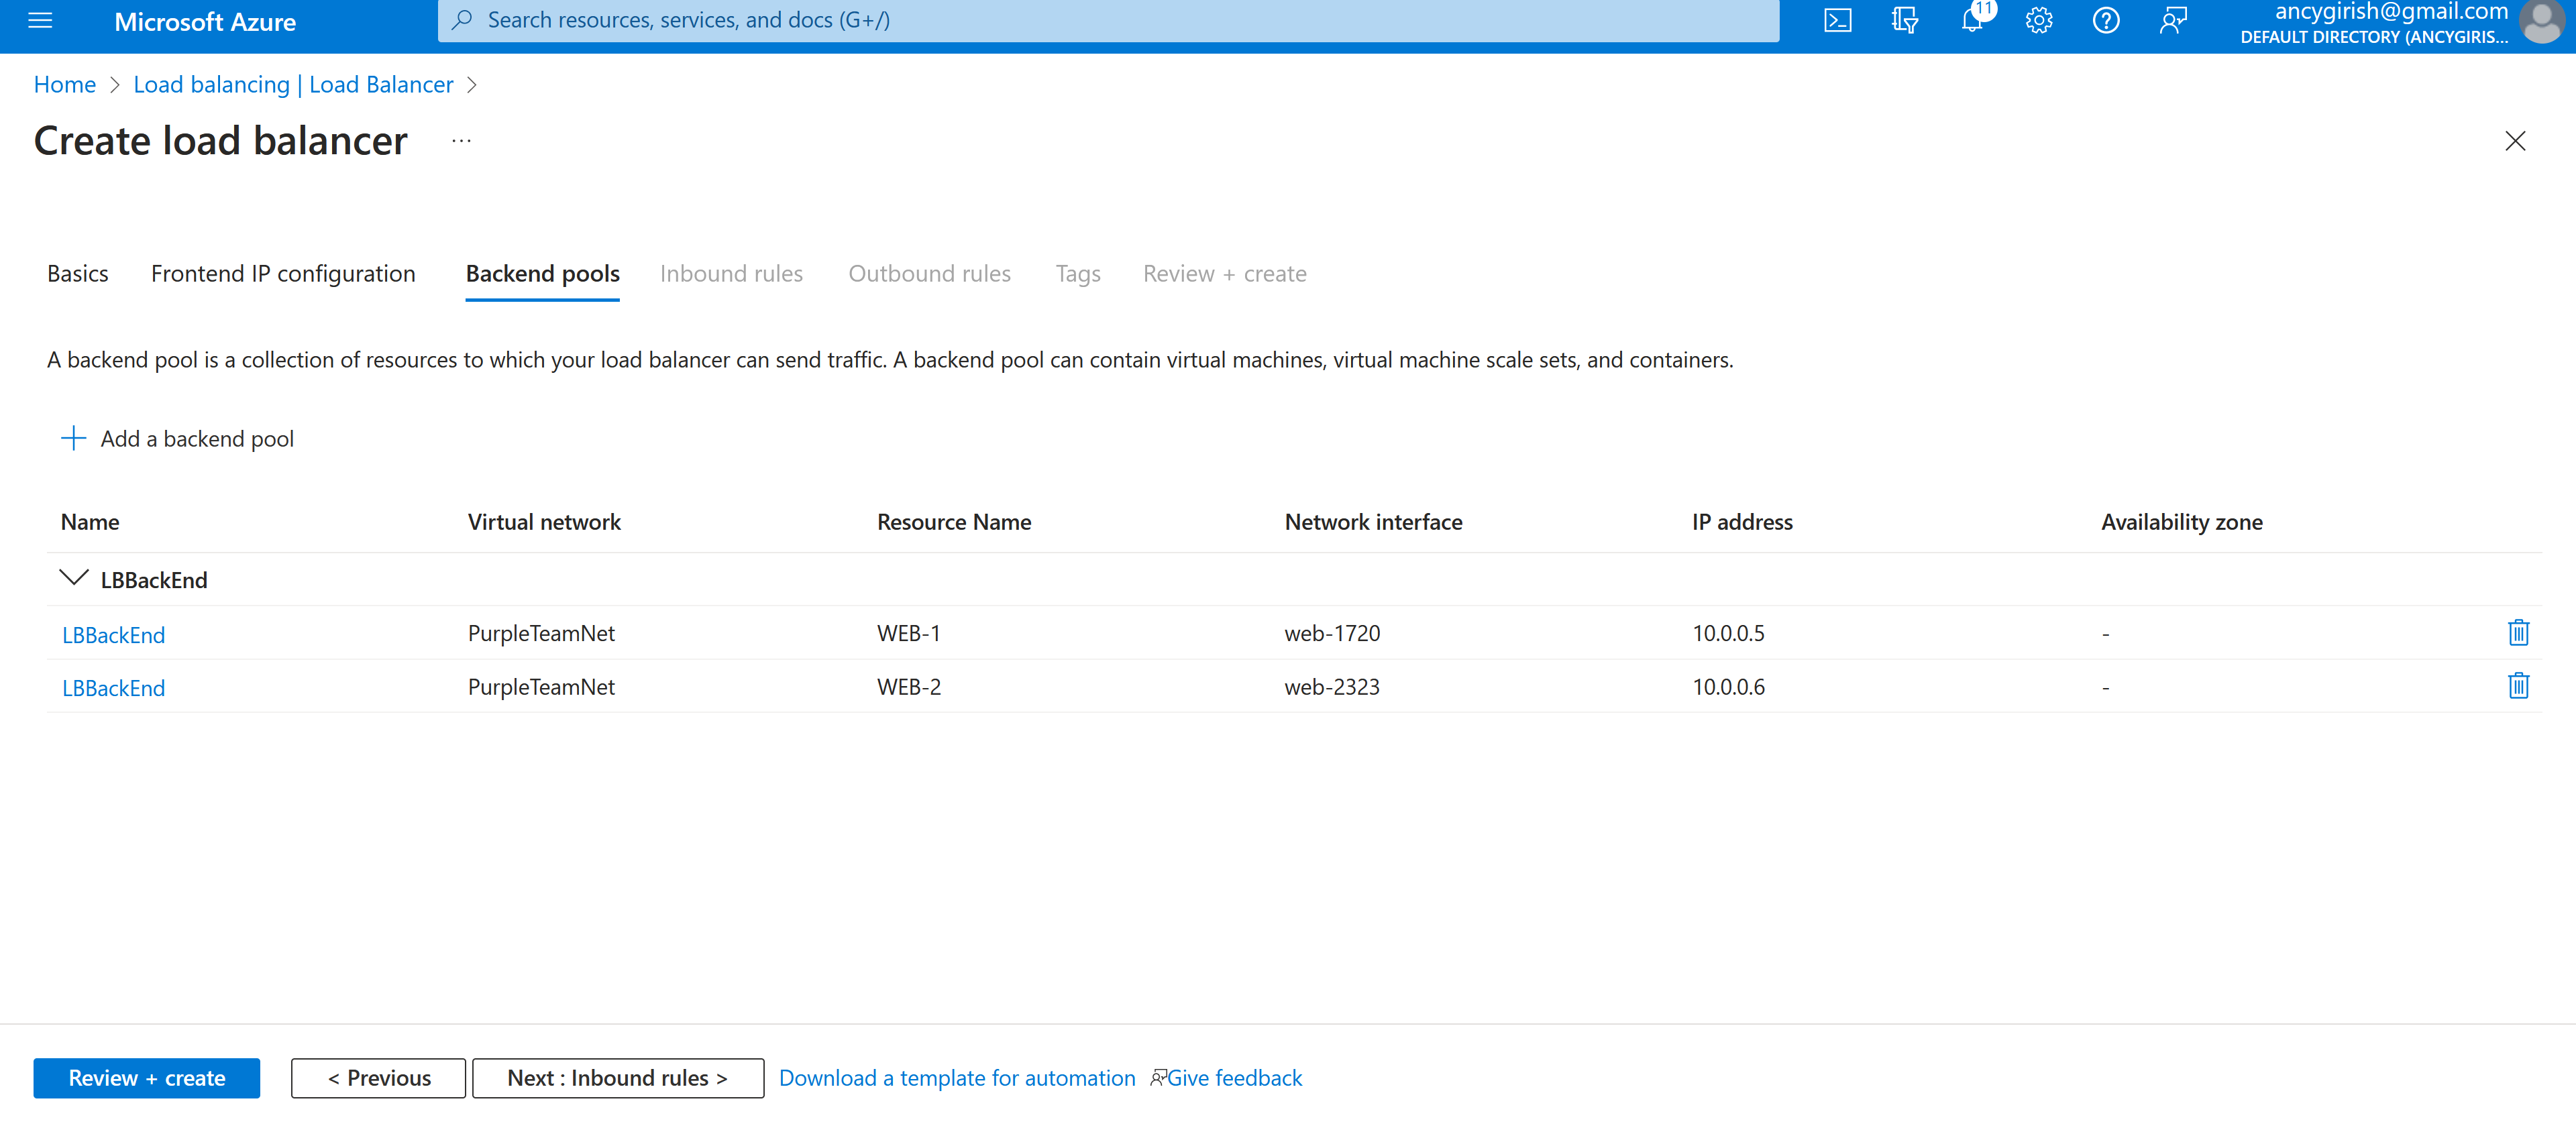 Microsoft Azure
Search resources, services, and docs (G+/)
11
ancygirish@gmail.com
DEFAULT DIRECTORY (ANCYGIRIS...
Home > Load balancing | Load Balancer >
Create load balancer ...
Basics Frontend IP configuration Backend pools Inbound rules Outbound rules Tags Review + create
A backend pool is a collection of resources to which your load balancer can send traffic. A backend pool can contain virtual machines, virtual machine scale sets, and containers.
+ Add a backend pool
Name Virtual network Resource Name Network interface IP address Availability zone
LBBackEnd
LBBackEnd PurpleTeamNet WEB-1 web-1720 10.0.0.5 -
LBBackEnd PurpleTeamNet WEB-2 web-2323 10.0.0.6 -
Review + create < Previous Next : Inbound rules > Download a template for automation Give feedback